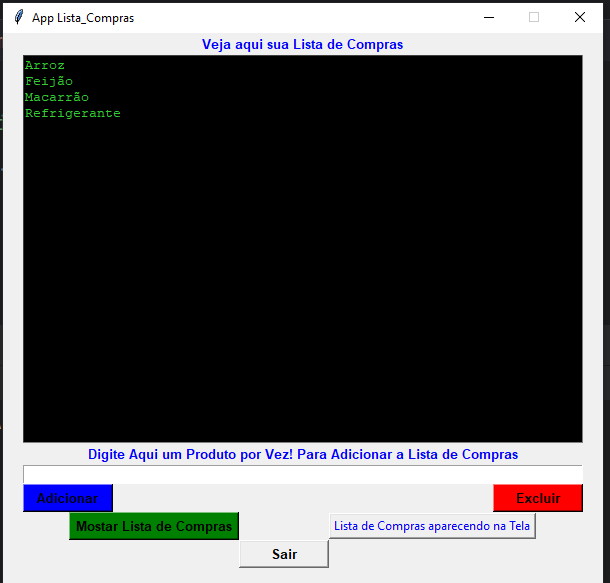 App Lista_Compras
Veja aqui sua Lista de Compras
Arroz
Feijão
Macarrão
Refrigerante
Digite Aqui um Produto por Vez! Para Adicionar a Lista de Compras
Adicionar
Excluir
Mostar Lista de Compras
Lista de Compras aparecendo na Tela
Sair